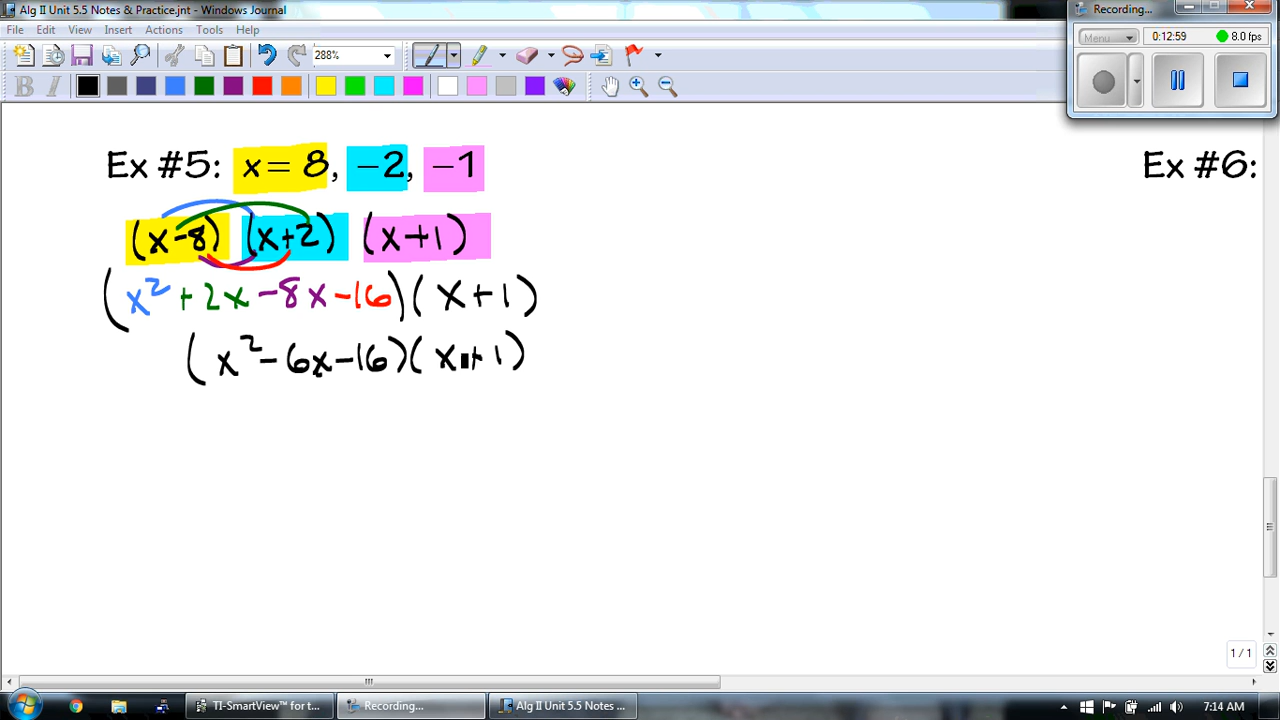 Alg II Unit 5.5 Notes & Practice.jnt - Windows Journal
Recording...
File Edit View Insert Actions Tools Help
Menu 0:12:59 8.0 fps
288%
B I
Ex #5: x = 8, −2, −1
Ex #6:
(x−8) (x+2) (x+1)
(x² + 2x − 8x − 16)(x + 1)
(x² − 6x − 16)(x + 1)
1 / 1
TI-SmartView™ for t...
Recording...
Alg II Unit 5.5 Notes ...
7:14 AM